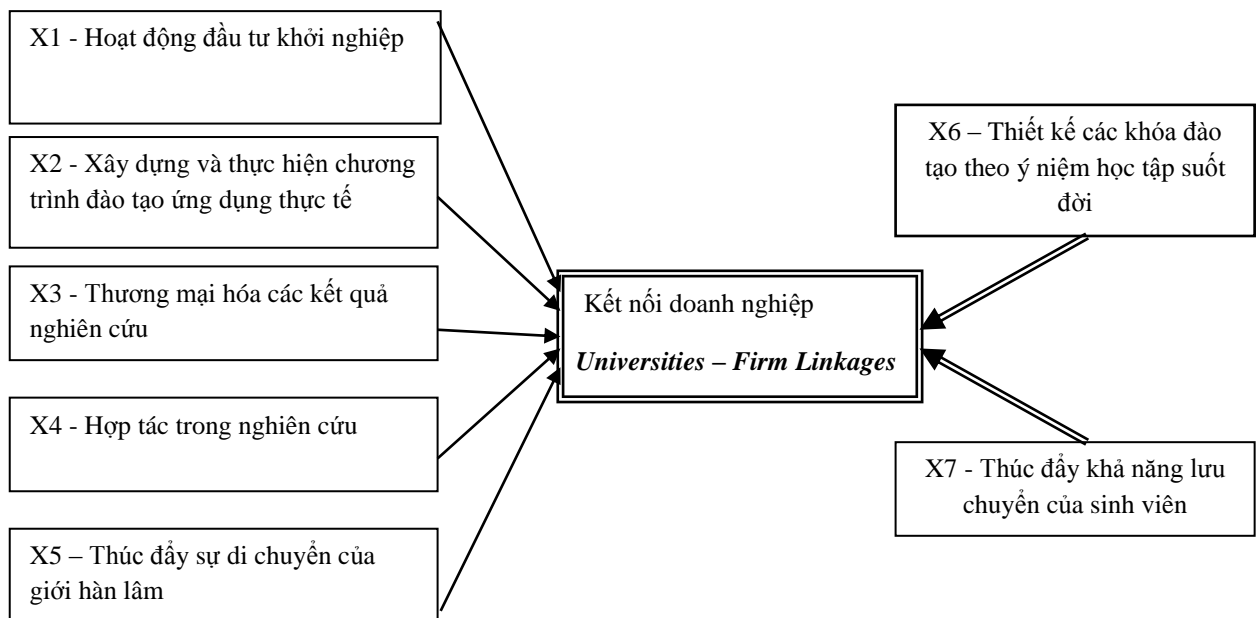 X1 - Hoạt động đầu tư khởi nghiệp
X2 - Xây dựng và thực hiện chương
trình đào tạo ứng dụng thực tế
X3 - Thương mại hóa các kết quả
nghiên cứu
X4 - Hợp tác trong nghiên cứu
X5 – Thúc đẩy sự di chuyển của
giới hàn lâm
Kết nối doanh nghiệp
Universities – Firm Linkages
X6 – Thiết kế các khóa đào
tạo theo ý niệm học tập suốt
đời
X7 - Thúc đẩy khả năng lưu
chuyển của sinh viên